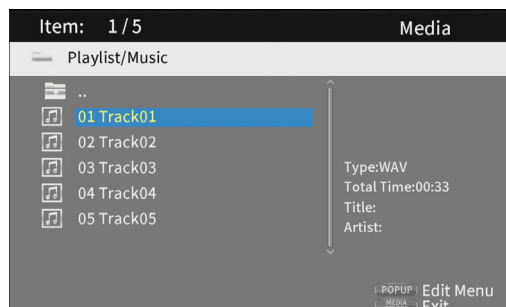 Item: 1/5 Media
Playlist/Music
..
01 Track01
02 Track02
03 Track03
04 Track04
05 Track05
Type:WAV
Total Time:00:33
Title:
Artist:
POPUP Edit Menu
MEDIA Exit